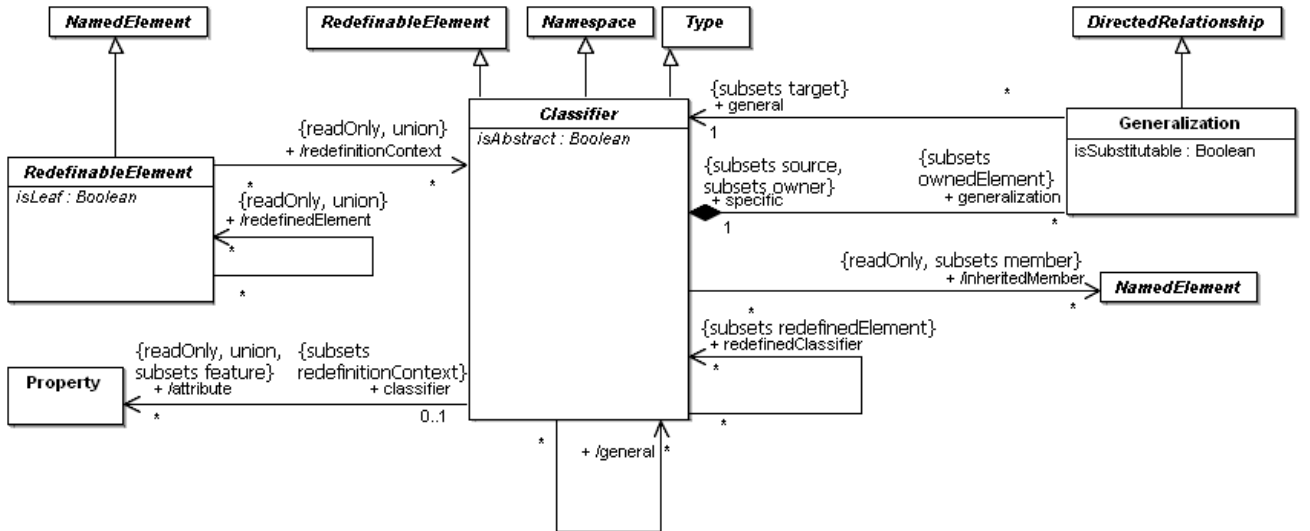 NamedElement
RedefinableElement
Namespace
Type
DirectedRelationship
{subsets target}
+ general
*
1
Classifier
isAbstract : Boolean
Generalization
isSubstitutable : Boolean
{readOnly, union}
+ /redefinitionContext
*
*
RedefinableElement
isLeaf : Boolean
{readOnly, union}
+ /redefinedElement
*
*
{subsets source,
subsets owner}
+ specific
1
{subsets
ownedElement}
+ generalization
*
{readOnly, subsets member}
+ /inheritedMember
*
*
NamedElement
{subsets redefinedElement}
+ redefinedClassifier
*
*
Property
{readOnly, union,
subsets feature}
+ /attribute
*
{subsets
redefinitionContext}
+ classifier
0..1
*
+ /general
*